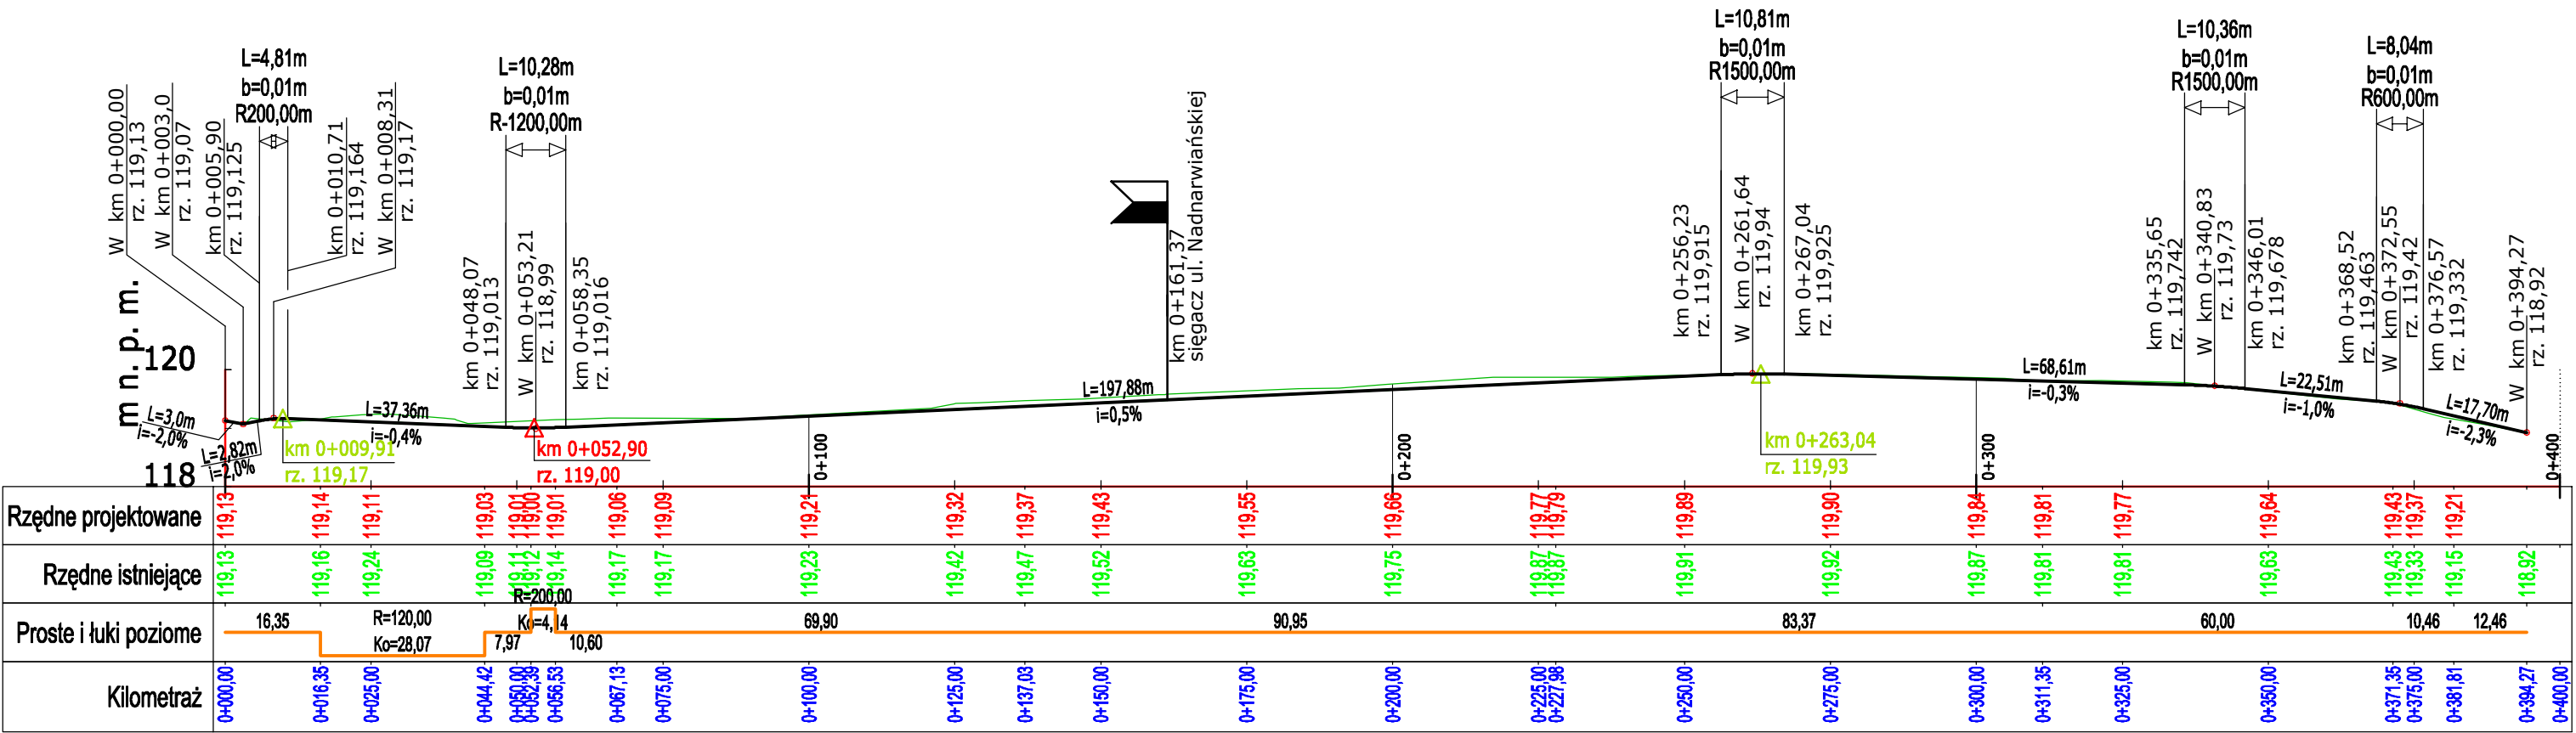 L=4,81m
b=0,01m
R200,00m
L=10,28m
b=0,01m
R-1200,00m
L=10,81m
b=0,01m
R1500,00m
L=10,36m
b=0,01m
R1500,00m
L=8,04m
b=0,01m
R600,00m
W km 0+000,00
rz. 119,13
W km 0+003,0
rz. 119,07
km 0+005,90
rz. 119,125
km 0+010,71
rz. 119,164
W km 0+008,31
rz. 119,17
km 0+048,07
rz. 119,013
W km 0+053,21
rz. 118,99
km 0+058,35
rz. 119,016
km 0+161,37
sięgacz ul. Nadnarwiańskiej
km 0+256,23
rz. 119,915
W km 0+261,64
rz. 119,94
km 0+267,04
rz. 119,925
km 0+335,65
rz. 119,742
W km 0+340,83
rz. 119,73
km 0+346,01
rz. 119,678
km 0+368,52
rz. 119,463
W km 0+372,55
rz. 119,42
km 0+376,57
rz. 119,332
W km 0+394,27
rz. 118,92
m n. p. m.
120
118
L=3,0m
i=-2,0%
L=2,82m
i=2,0%
L=37,36m
i=-0,4%
L=197,88m
i=0,5%
L=68,61m
i=-0,3%
L=22,51m
i=-1,0%
L=17,70m
i=-2,3%
km 0+009,91
rz. 119,17
km 0+052,90
rz. 119,00
km 0+263,04
rz. 119,93
0+100
0+200
0+300
0+400
Rzędne projektowane
119,13 119,14 119,11 119,03 119,01 119,00 119,01 119,06 119,09 119,21 119,32 119,37 119,43 119,55 119,66 119,77 119,79 119,89 119,90 119,84 119,81 119,77 119,64 119,43 119,37 119,21
Rzędne istniejące
119,13 119,16 119,24 119,09 119,11 119,12 119,14 119,17 119,17 119,23 119,42 119,47 119,52 119,63 119,75 119,87 119,87 119,91 119,92 119,87 119,81 119,81 119,63 119,43 119,33 119,15 118,92
Proste i łuki poziome
16,35
R=120,00
Ko=28,07
7,97
R=200,00
Ko=4,14
10,60
69,90
90,95
83,37
60,00
10,46
12,46
Kilometraż
0+000,00 0+016,35 0+025,00 0+044,42 0+050,00 0+052,39 0+056,53 0+067,13 0+075,00 0+100,00 0+125,00 0+137,03 0+150,00 0+175,00 0+200,00 0+225,00 0+227,98 0+250,00 0+275,00 0+300,00 0+311,35 0+325,00 0+350,00 0+371,35 0+375,00 0+381,81 0+394,27 0+400,00